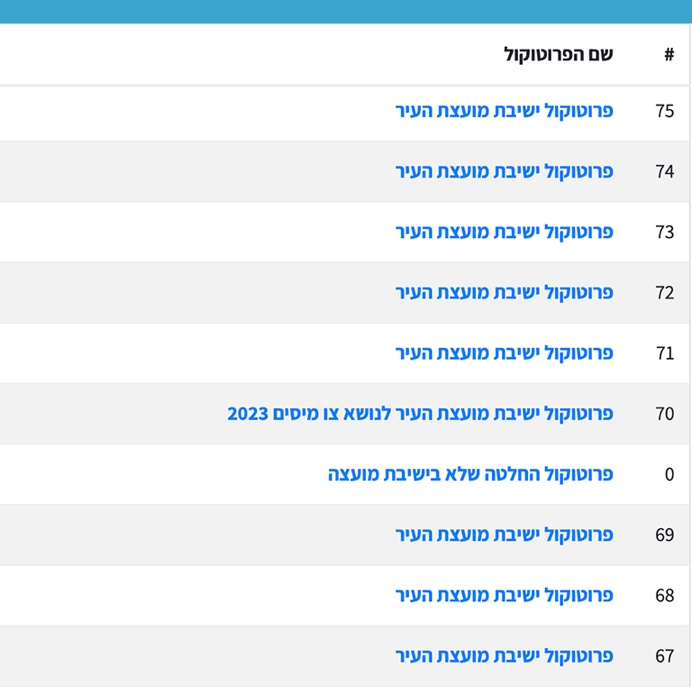 # שם הפרוטוקול
75 פרוטוקול ישיבת מועצת העיר
74 פרוטוקול ישיבת מועצת העיר
73 פרוטוקול ישיבת מועצת העיר
72 פרוטוקול ישיבת מועצת העיר
71 פרוטוקול ישיבת מועצת העיר
70 פרוטוקול ישיבת מועצת העיר לנושא צו מיסים 2023
0 פרוטוקול החלטה שלא בישיבת מועצה
69 פרוטוקול ישיבת מועצת העיר
68 פרוטוקול ישיבת מועצת העיר
67 פרוטוקול ישיבת מועצת העיר